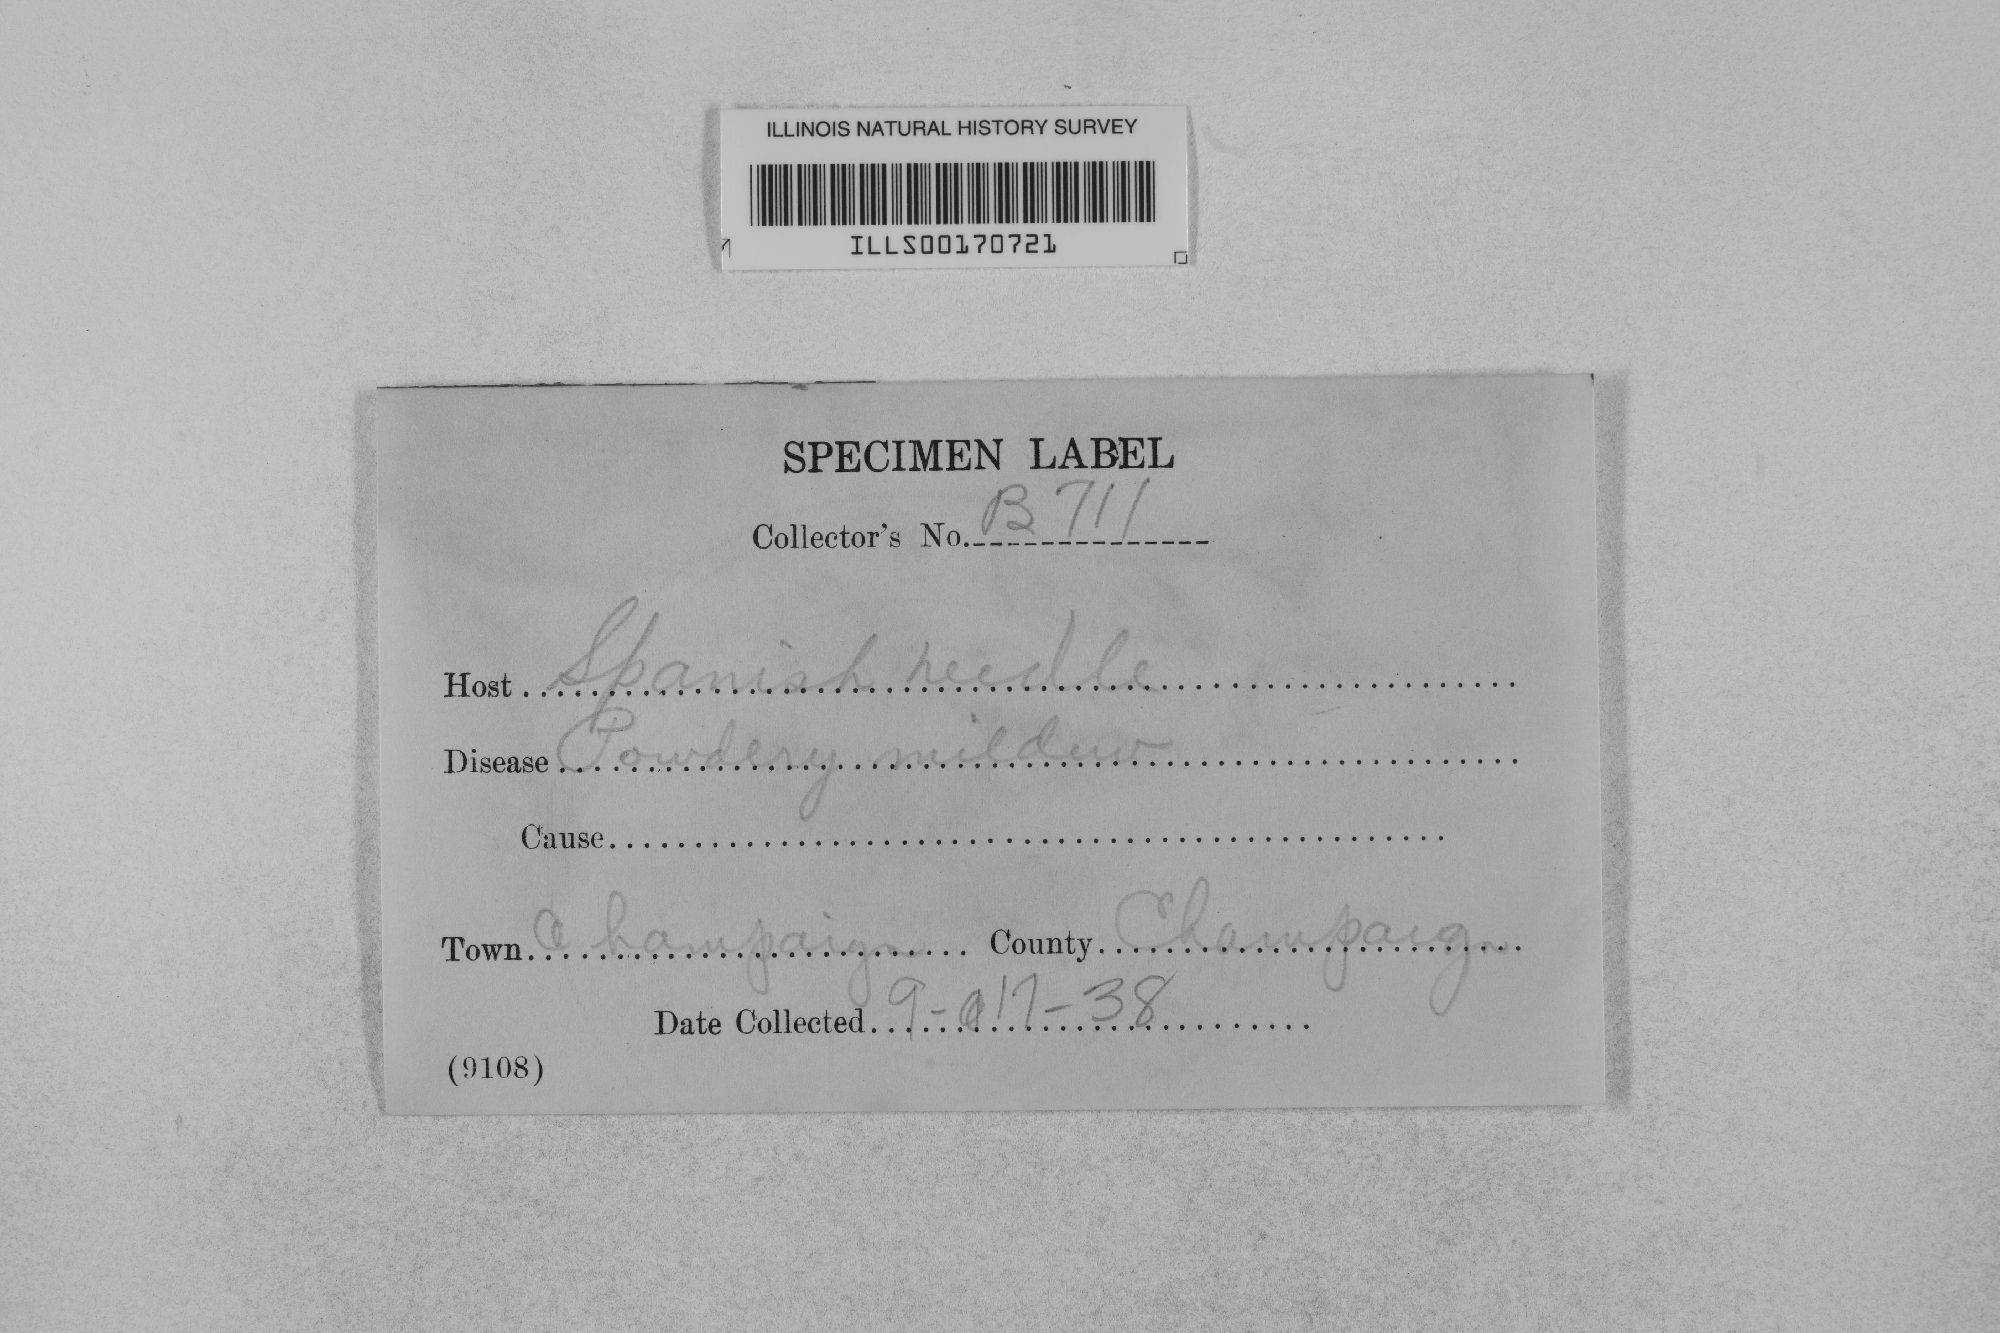 ILLINOIS NATURAL HISTORY SURVEY
ILLS00170721
SPECIMEN LABEL
Collector's No. B 711
Host Spanish needle
Disease Powdery mildew
Cause
Town Champaign County Champaign
Date Collected 9-17-38
(9108)